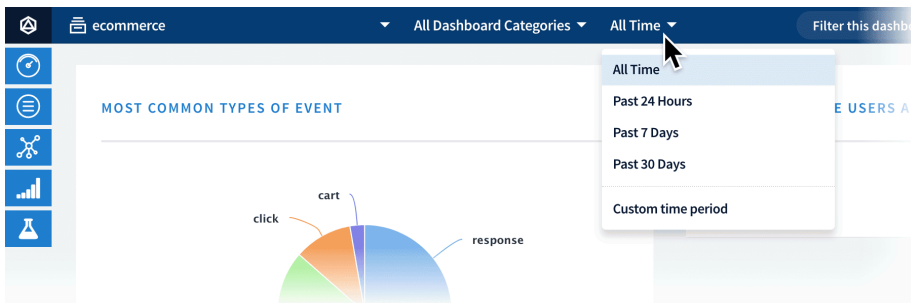 ecommerce
All Dashboard Categories
All Time
Filter this dashb
All Time
Past 24 Hours
Past 7 Days
Past 30 Days
Custom time period
MOST COMMON TYPES OF EVENT
E USERS A
cart
click
response